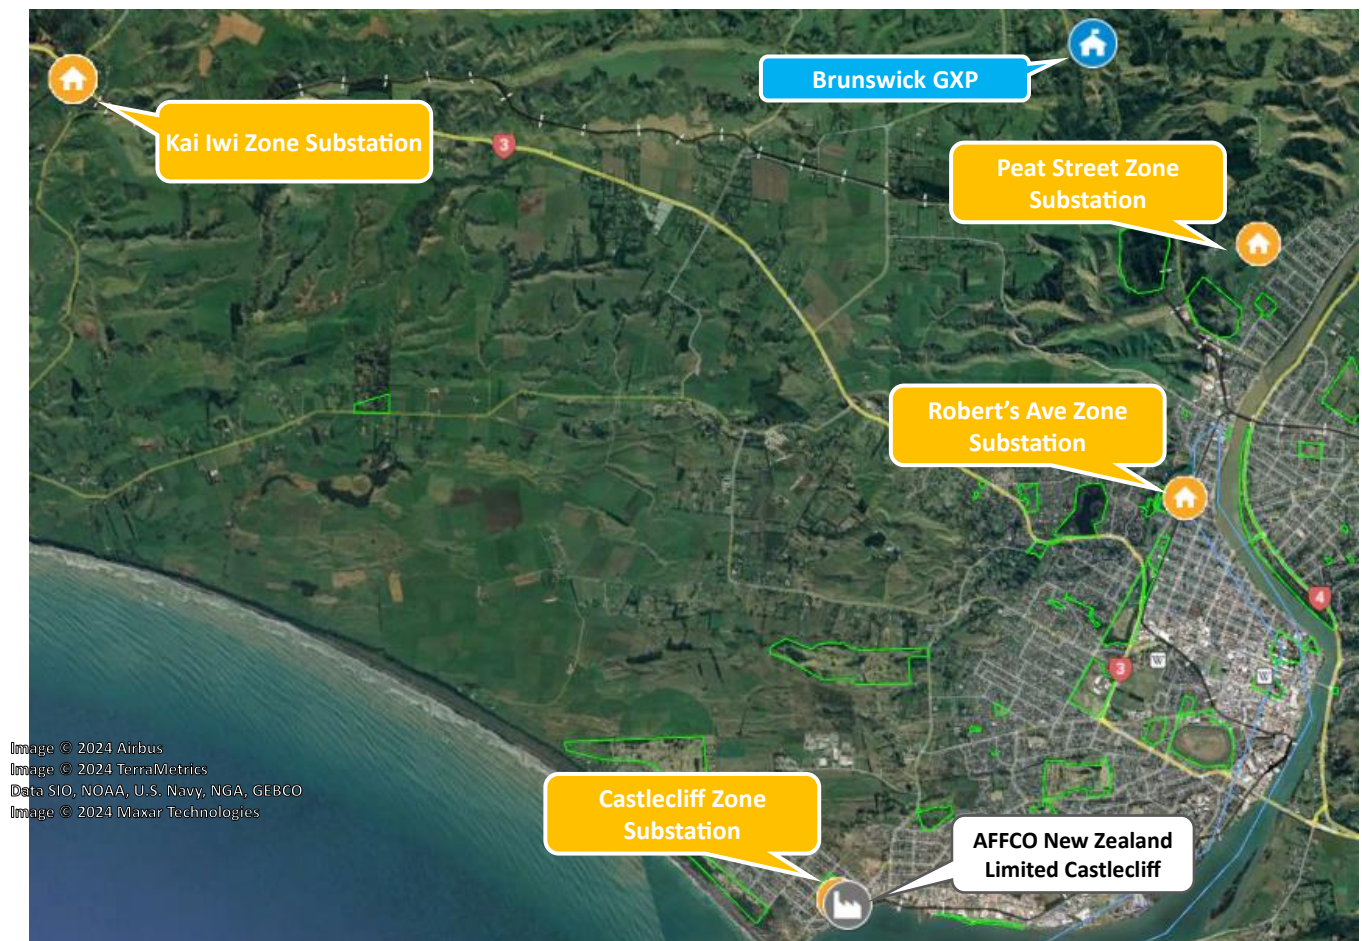 Brunswick GXP
Kai Iwi Zone Substation
3
Peat Street Zone
Substation
Robert's Ave Zone
Substation
4
3
W
W
Image © 2024 Airbus
Image © 2024 TerraMetrics
Data SIO, NOAA, U.S. Navy, NGA, GEBCO
Image © 2024 Maxar Technologies
Castlecliff Zone
Substation
AFFCO New Zealand
Limited Castlecliff